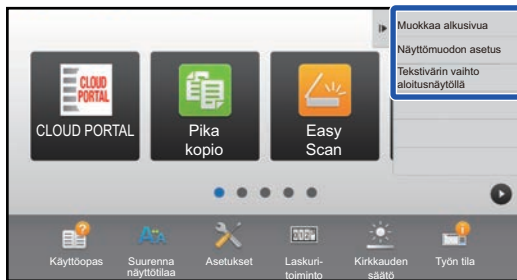 Muokkaa alkusivua
Näyttömuodon asetus
Tekstivärin vaihto
aloitusnäytöllä
CLOUD
PORTAL
CLOUD PORTAL
Pika
kopio
Easy
Scan
Käyttöopas
Suurenna
näyttötilaa
Asetukset
Laskuri-
toiminto
Kirkkauden
säätö
Työn tila